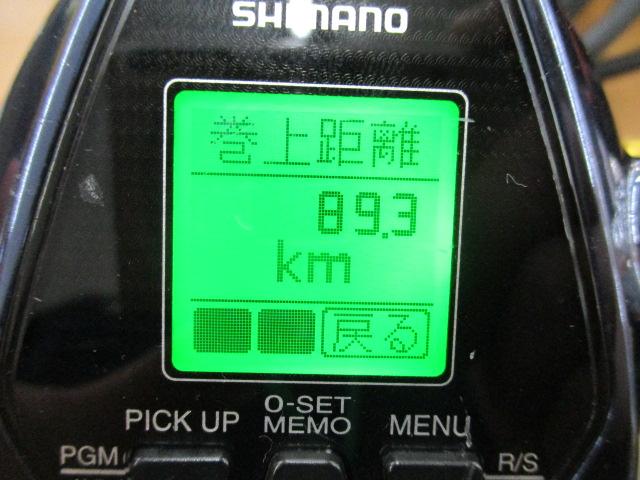 SHIMANO
巻上距離
89.3
km
戻る
PICK UP
0-SET
MEMO
MENU
PGM
R/S